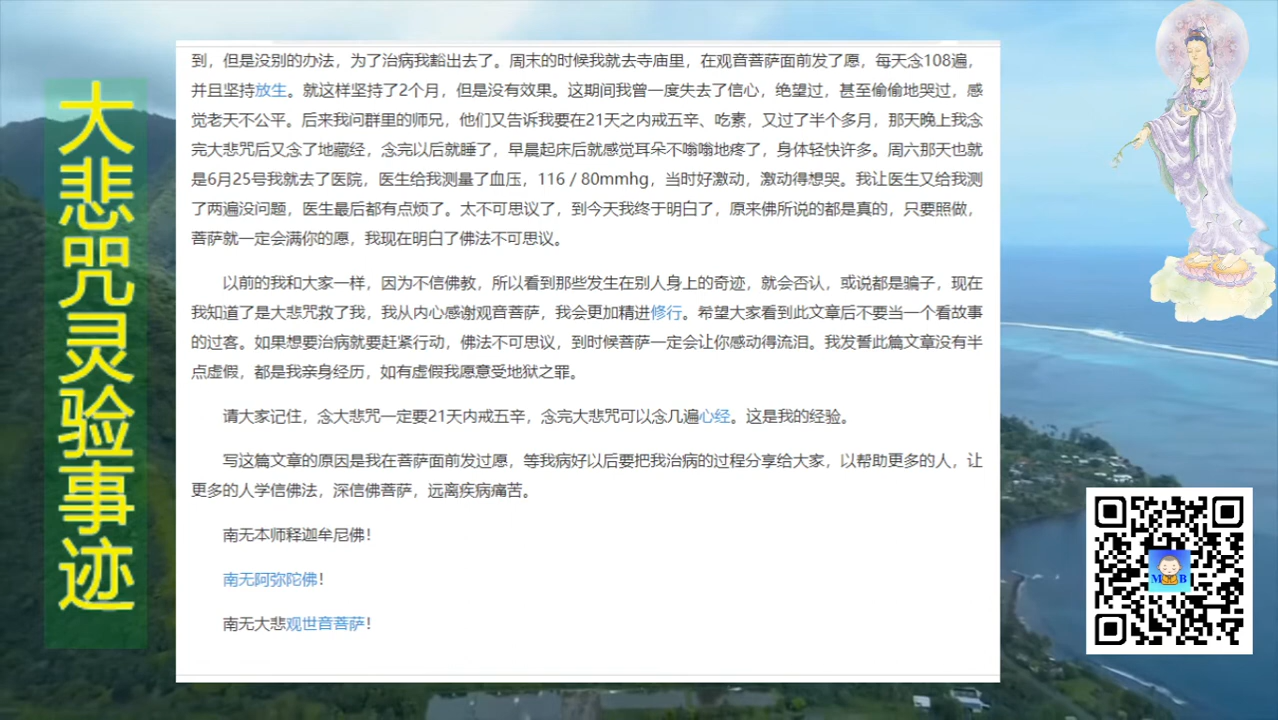 大悲咒灵验事迹
到，但是没别的办法，为了治病我豁出去了。周末的时候我就去寺庙里，在观音菩萨面前发了愿，每天念108遍，
并且坚持放生。就这样坚持了2个月，但是没有效果。这期间我曾一度失去了信心，绝望过，甚至偷偷地哭过，感
觉老天不公平。后来我问群里的师兄，他们又告诉我要在21天之内戒五辛、吃素，又过了半个多月，那天晚上我念
完大悲咒后又念了地藏经，念完以后就睡了，早晨起床后就感觉耳朵不嗡嗡地疼了，身体轻快许多。周六那天也就
是6月25号我就去了医院，医生给我测量了血压，116 / 80mmhg，当时好激动，激动得想哭。我让医生又给我测
了两遍没问题，医生最后都有点烦了。太不可思议了，到今天我终于明白了，原来佛所说的都是真的，只要照做，
菩萨就一定会满你的愿，我现在明白了佛法不可思议。
以前的我和大家一样，因为不信佛教，所以看到那些发生在别人身上的奇迹，就会否认，或说都是骗子，现在
我知道了是大悲咒救了我，我从内心感谢观音菩萨，我会更加精进修行。希望大家看到此文章后不要当一个看故事
的过客。如果想要治病就要赶紧行动，佛法不可思议，到时候菩萨一定会让你感动得流泪。我发誓此篇文章没有半
点虚假，都是我亲身经历，如有虚假我愿意受地狱之罪。
请大家记住，念大悲咒一定要21天内戒五辛，念完大悲咒可以念几遍心经。这是我的经验。
写这篇文章的原因是我在菩萨面前发过愿，等我病好以后要把我治病的过程分享给大家，以帮助更多的人，让
更多的人学信佛法，深信佛菩萨，远离疾病痛苦。
南无本师释迦牟尼佛！
南无阿弥陀佛！
南无大悲观世音菩萨！
M B